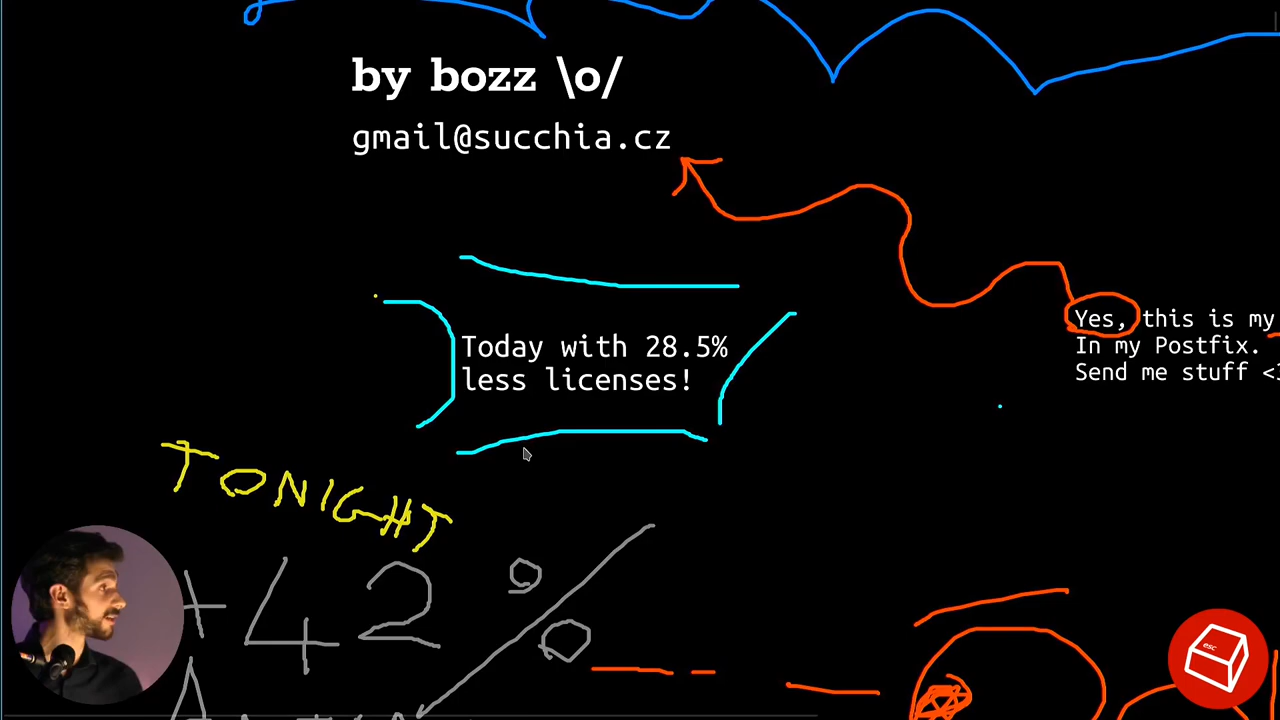 by bozz \o/
gmail@succhia.cz
Yes, this is my
In my Postfix.
Send me stuff <3
Today with 28.5%
less licenses!
TONIGHT
+42%
esc